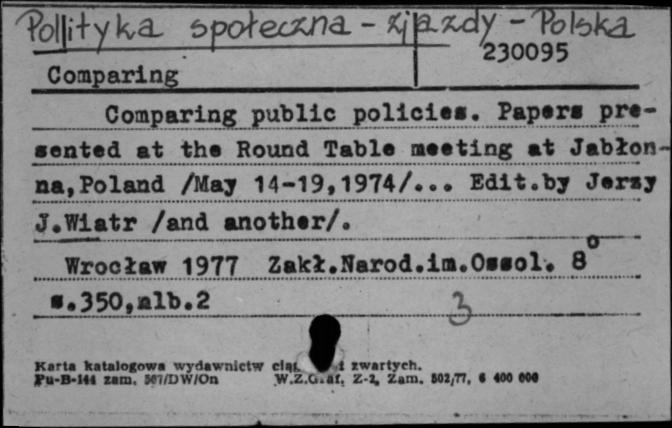 Polityka społeczna - zjazdy - Polska
230095
Comparing
Comparing public policies. Papers pre-
sented at the Round Table meeting at Jabłon-
na,Poland /May 14-19,1974/... Edit.by Jerzy
J.Wiatr /and another/.
Wrocław 1977 Zakł.Narod.im.Ossol. 8°
s.350,nlb.2
3
Karta katalogowa wydawnictw zwartych.
Pu-B-144 zam. 567/DW/On W.Z.Graf. Z-2, Zam. 502/77, 6 400 000